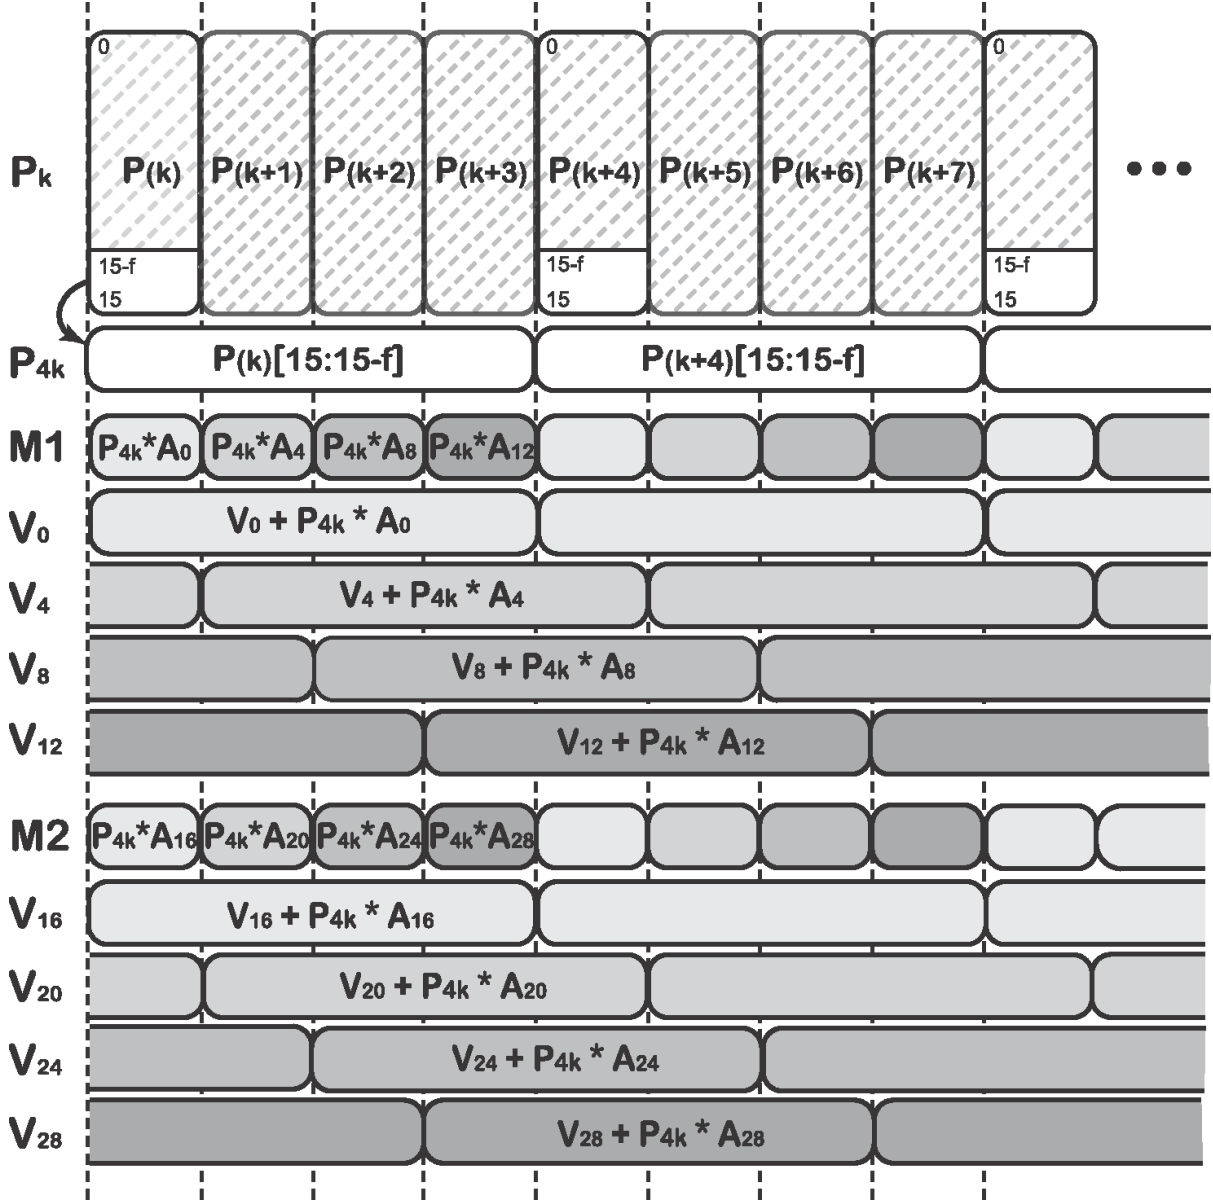 0 0 0
Pk P(k) P(k+1) P(k+2) P(k+3) P(k+4) P(k+5) P(k+6) P(k+7) •••
15-f 15-f 15-f
15 15 15
P4k P(k)[15:15-f] P(k+4)[15:15-f]
M1 P4k*A0 P4k*A4 P4k*A8 P4k*A12
V0 V0 + P4k * A0
V4 V4 + P4k * A4
V8 V8 + P4k * A8
V12 V12 + P4k * A12
M2 P4k*A16 P4k*A20 P4k*A24 P4k*A28
V16 V16 + P4k * A16
V20 V20 + P4k * A20
V24 V24 + P4k * A24
V28 V28 + P4k * A28